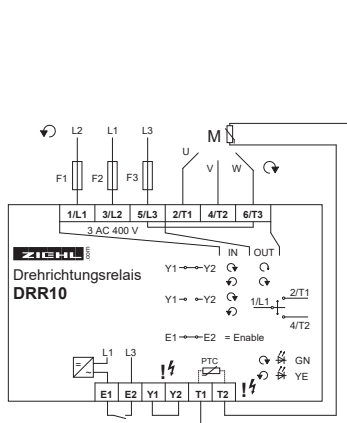 L2 L1 L3 M
U
F1 F2 F3 V W
1/L1 3/L2 5/L3 2/T1 4/T2 6/T3
3 AC 400 V
ZIEHL.com IN OUT
Drehrichtungsrelais Y1 Y2
DRR10 2/T1
Y1 Y2 1/L1
4/T2
E1 E2 = Enable
L1 L3 PTC GN
= ~ ! ! YE
E1 E2 Y1 Y2 T1 T2